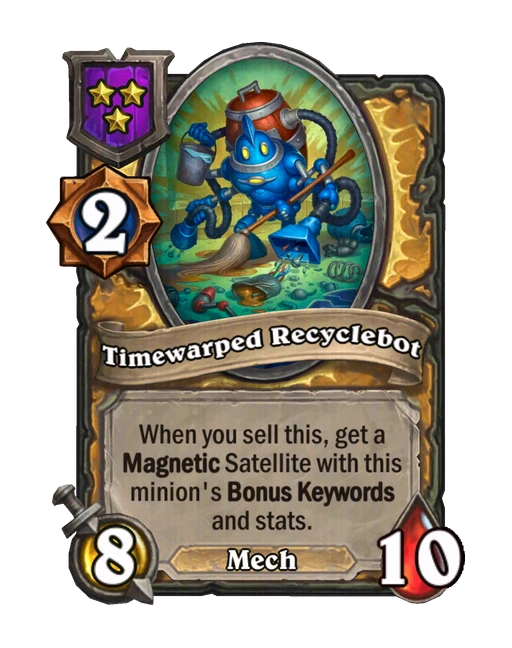 2
Timewarped Recyclebot
When you sell this, get a
Magnetic Satellite with this
minion's Bonus Keywords
and stats.
Mech
8
10